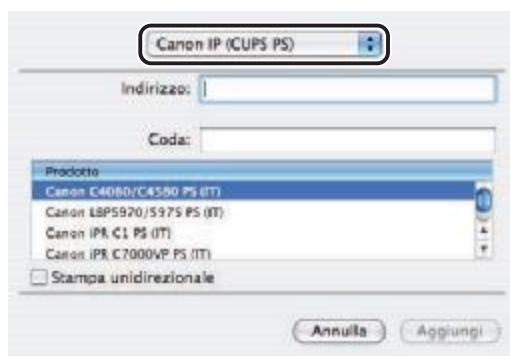 Canon IP (CUPS PS)
Indirizzo:
Coda:
Prodotto
Canon C4080/C4580 PS (IT)
Canon LBP5970/5975 PS (IT)
Canon iPR C1 PS (IT)
Canon iPR C7000VP PS (IT)
Stampa unidirezionale
Annulla
Aggiungi